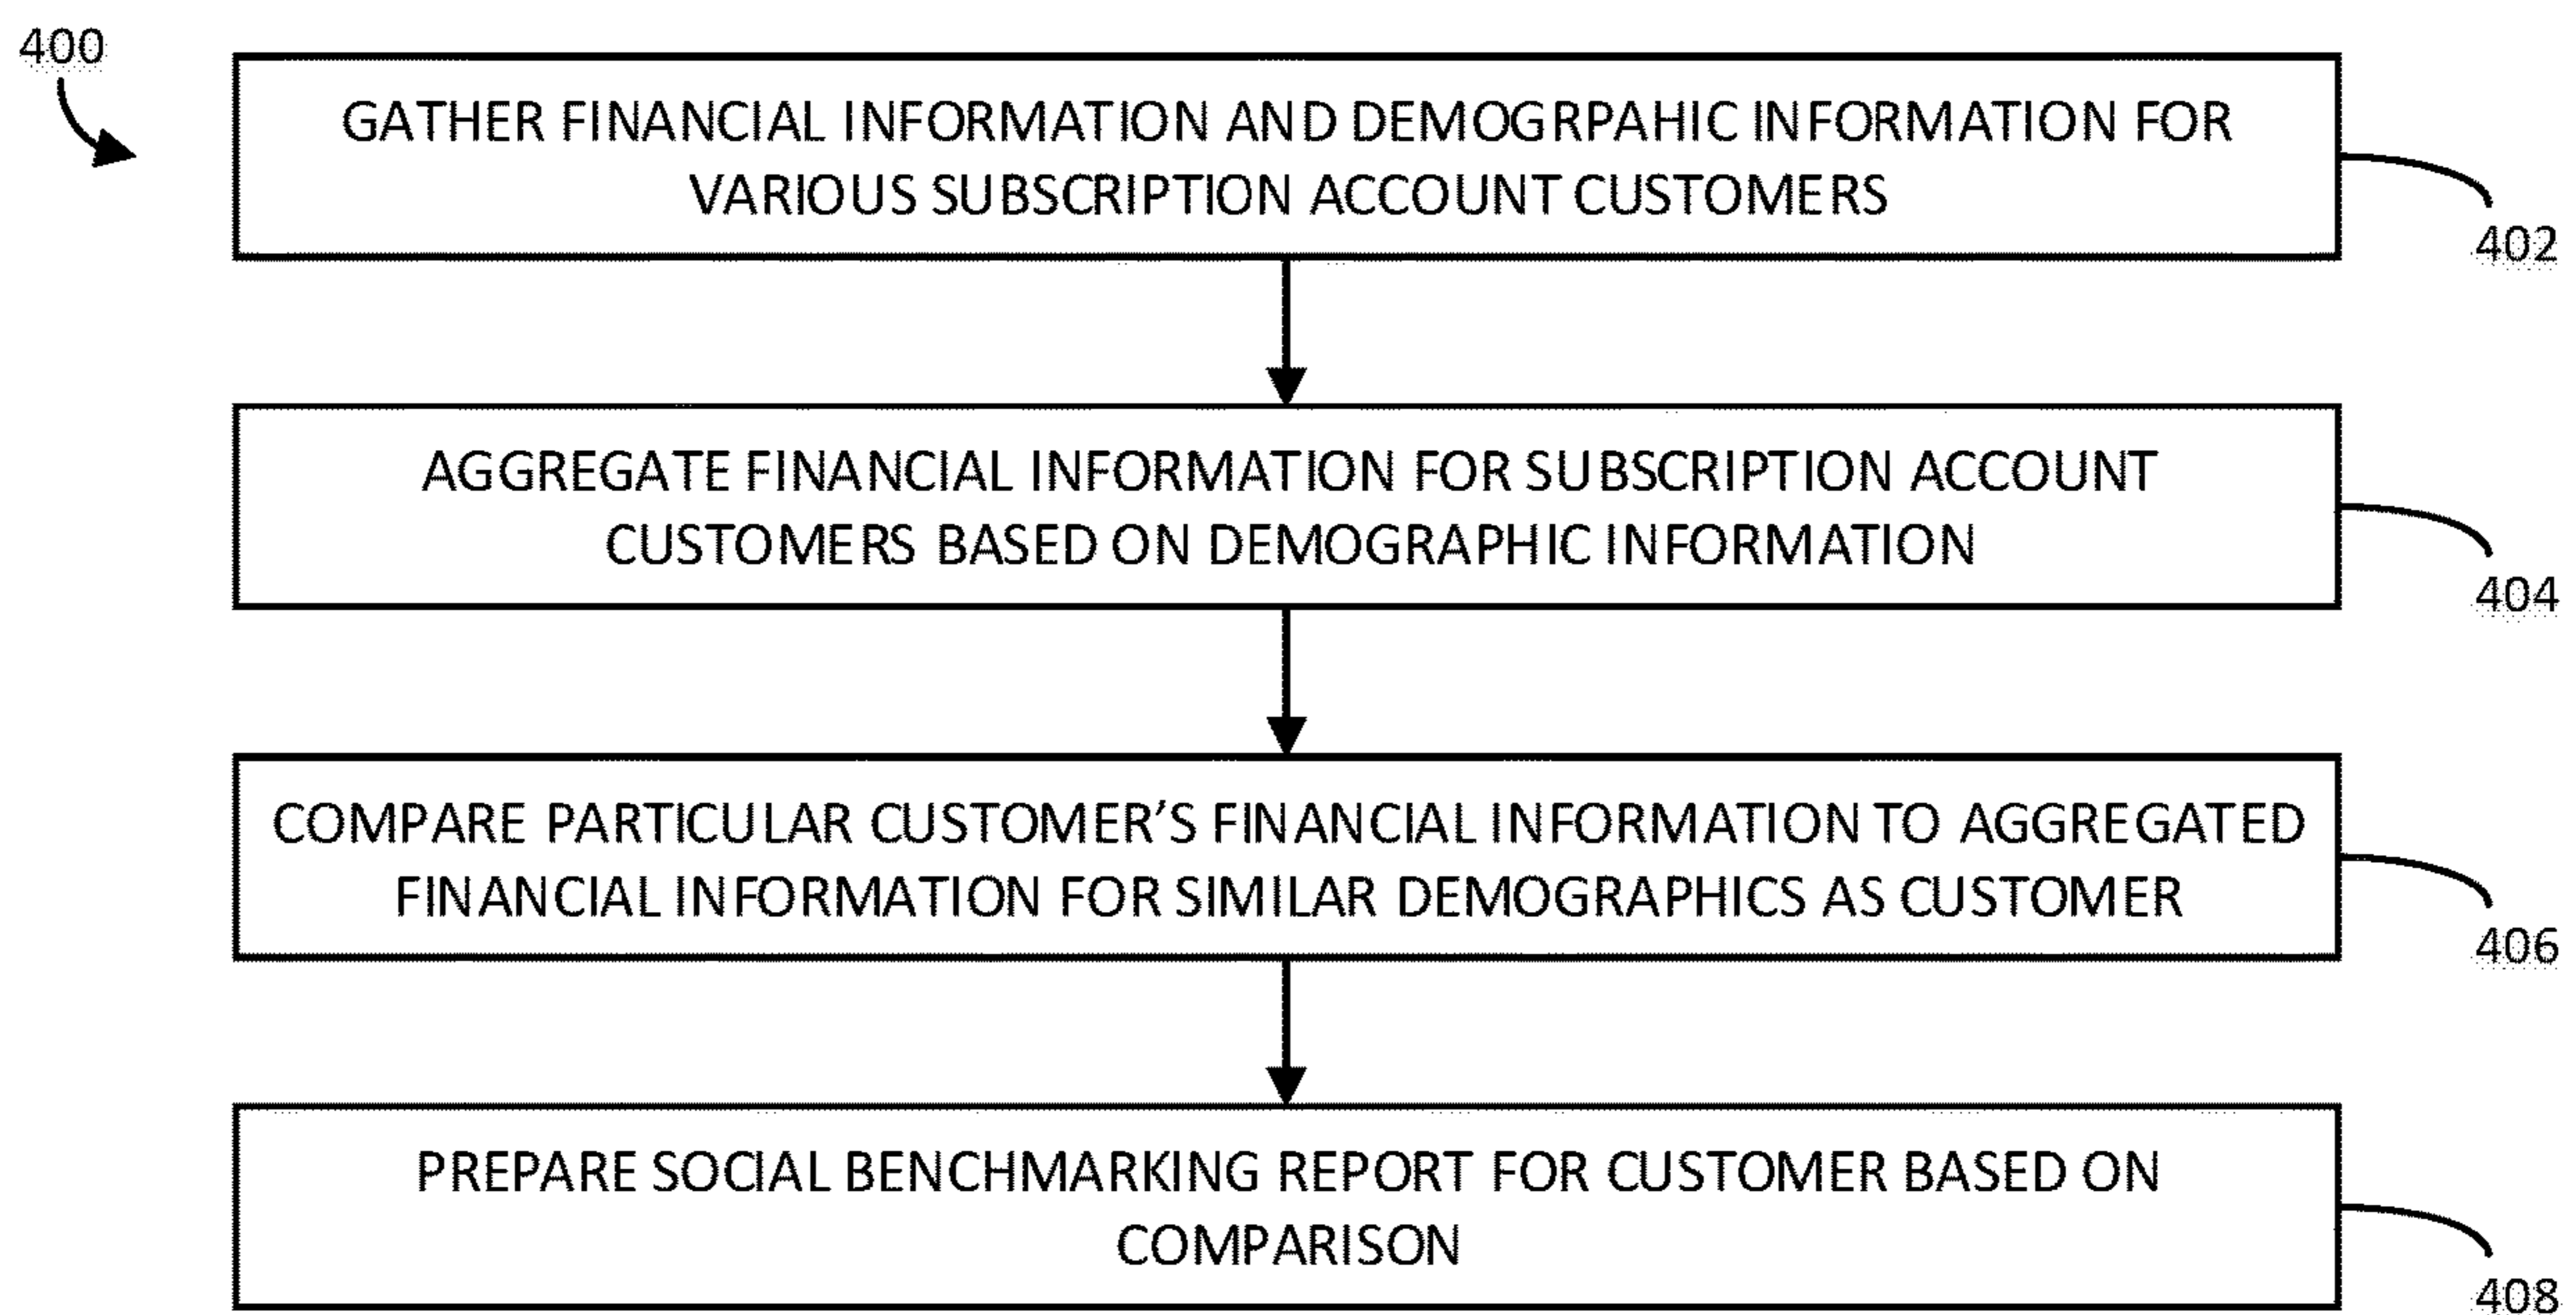 400
GATHER FINANCIAL INFORMATION AND DEMOGRPAHIC INFORMATION FOR
VARIOUS SUBSCRIPTION ACCOUNT CUSTOMERS
402
AGGREGATE FINANCIAL INFORMATION FOR SUBSCRIPTION ACCOUNT
CUSTOMERS BASED ON DEMOGRAPHIC INFORMATION
404
COMPARE PARTICULAR CUSTOMER’S FINANCIAL INFORMATION TO AGGREGATED
FINANCIAL INFORMATION FOR SIMILAR DEMOGRAPHICS AS CUSTOMER
406
PREPARE SOCIAL BENCHMARKING REPORT FOR CUSTOMER BASED ON
COMPARISON
408